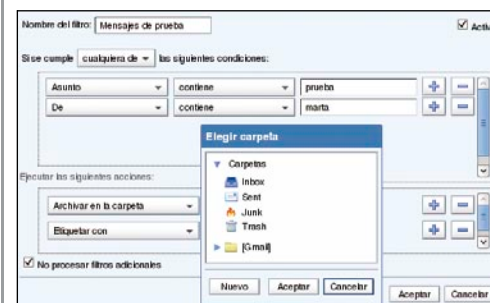 Nombre del filtro: Mensajes de prueba Activ
Si se cumple cualquiera de las siguientes condiciones:
Asunto contiene prueba
De contiene marta
Elegir carpeta
Carpetas
Inbox
Sent
Junk
Trash
[Gmail]
Nuevo Aceptar Cancelar
Ejecutar las siguientes acciones:
Archivar en la carpeta
Etiquetar con
No procesar filtros adicionales
Aceptar Cancelar